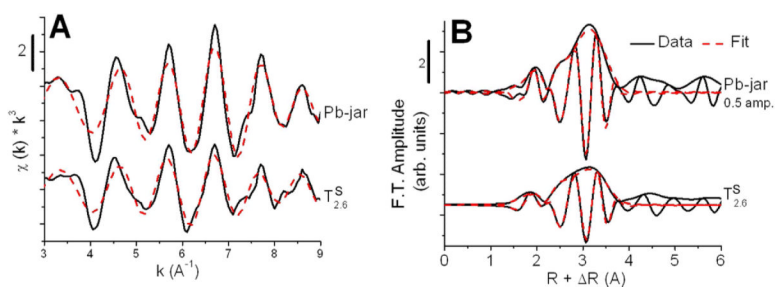 A
2
χ (k) * k³
Pb-jar
T^S_2.6
3 4 5 6 7 8 9
k (A⁻¹)
B
Data Fit
2
Pb-jar
0.5 amp.
F.T. Amplitude
(arb. units)
T^S_2.6
0 1 2 3 4 5 6
R + ΔR (A)